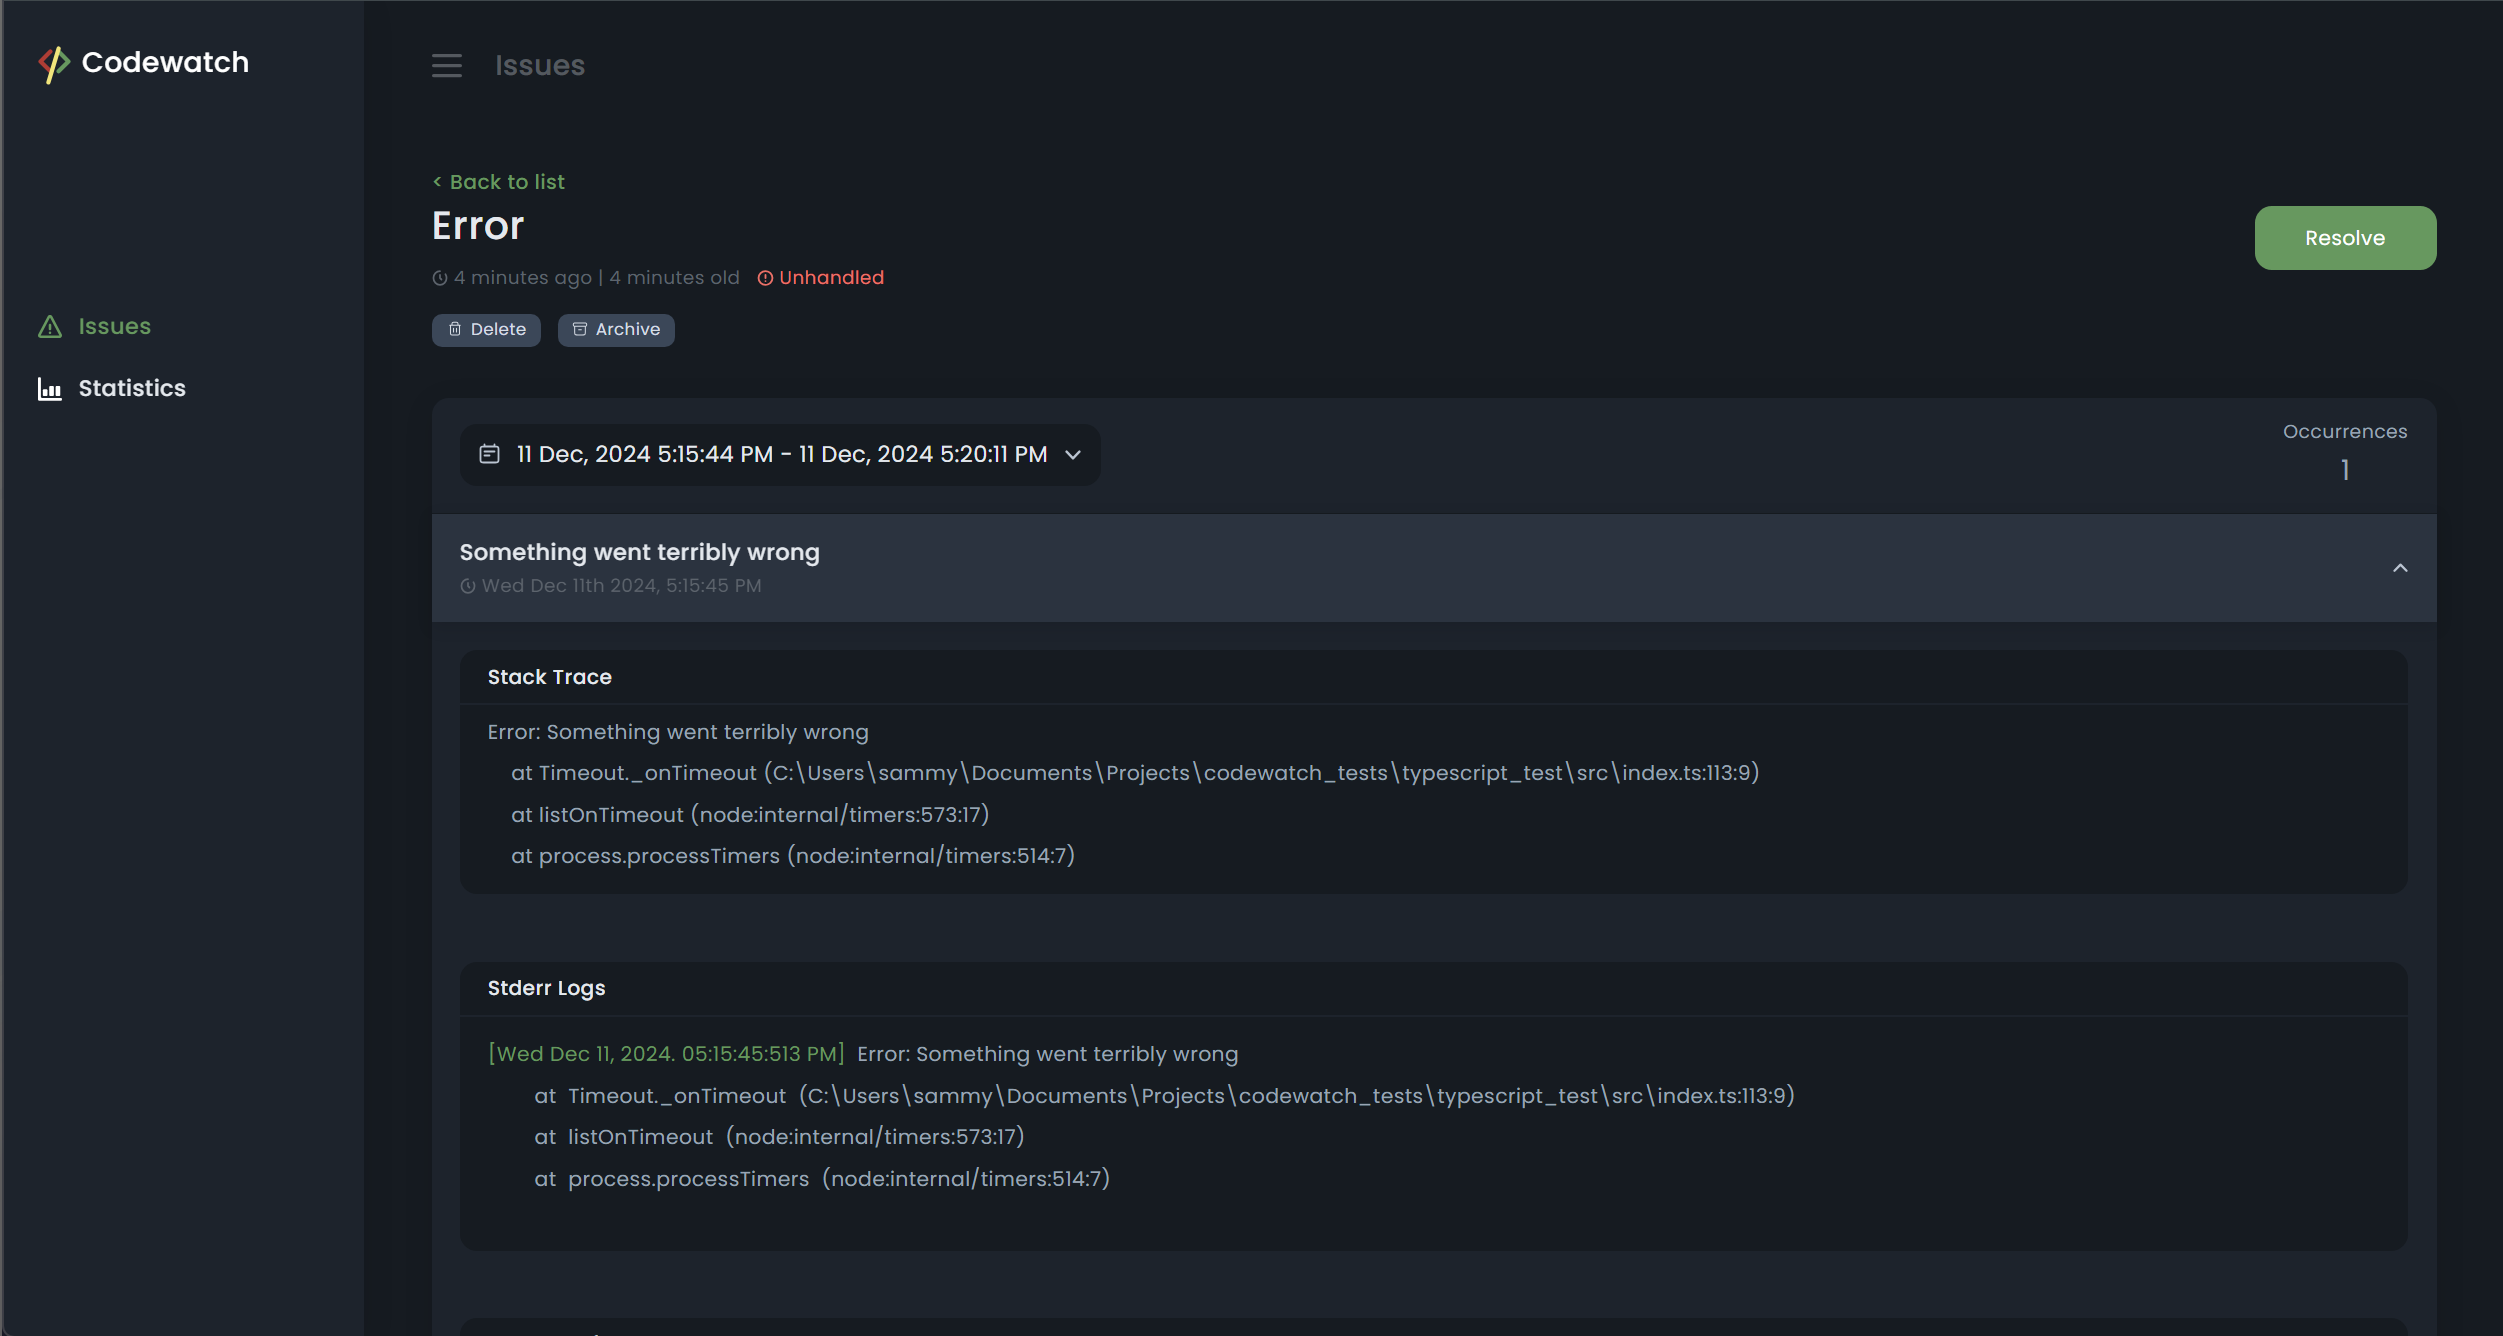 Codewatch
Issues
Issues
Statistics
< Back to list
Error
4 minutes ago | 4 minutes old Unhandled
Delete Archive
Resolve
11 Dec, 2024 5:15:44 PM - 11 Dec, 2024 5:20:11 PM
Occurrences
1
Something went terribly wrong
Wed Dec 11th 2024, 5:15:45 PM
Stack Trace
Error: Something went terribly wrong
at Timeout._onTimeout (C:\Users\sammy\Documents\Projects\codewatch_tests\typescript_test\src\index.ts:113:9)
at listOnTimeout (node:internal/timers:573:17)
at process.processTimers (node:internal/timers:514:7)
Stderr Logs
[Wed Dec 11, 2024. 05:15:45:513 PM] Error: Something went terribly wrong
at Timeout._onTimeout (C:\Users\sammy\Documents\Projects\codewatch_tests\typescript_test\src\index.ts:113:9)
at listOnTimeout (node:internal/timers:573:17)
at process.processTimers (node:internal/timers:514:7)